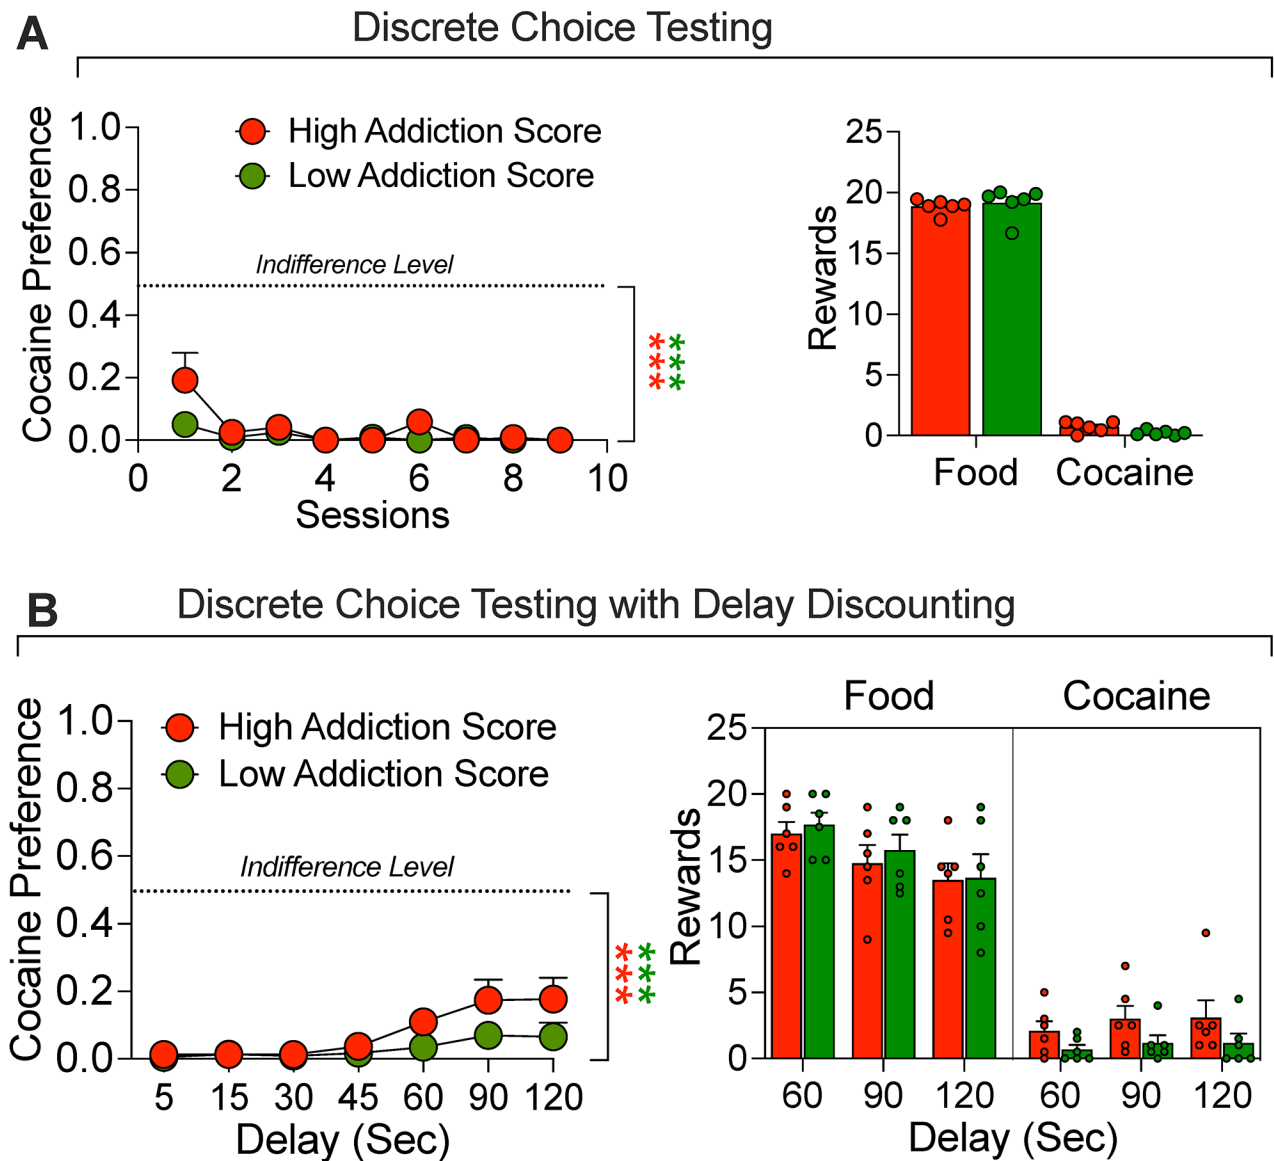 A
Discrete Choice Testing
Cocaine Preference
1.0
0.8
0.6
0.4
0.2
0.0
High Addiction Score
Low Addiction Score
Indifference Level
***
***
0 2 4 6 8 10
Sessions
Rewards
25
20
15
10
5
0
Food Cocaine
B
Discrete Choice Testing with Delay Discounting
Cocaine Preference
1.0
0.8
0.6
0.4
0.2
0.0
High Addiction Score
Low Addiction Score
Indifference Level
***
***
5 15 30 45 60 90 120
Delay (Sec)
Food Cocaine
Rewards
25
20
15
10
5
0
60 90 120 60 90 120
Delay (Sec)